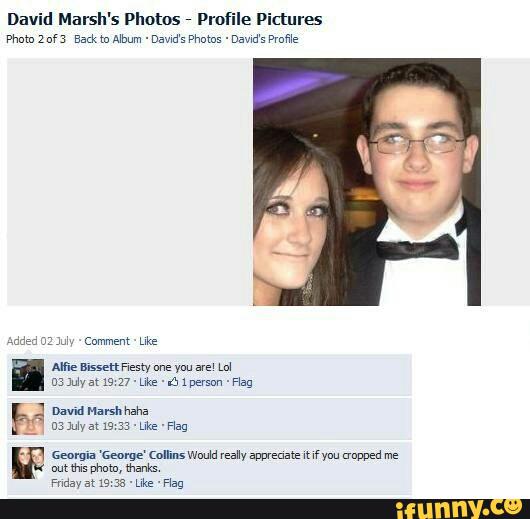 David Marsh's Photos - Profile Pictures
Photo 2 of 3 Back to Album · David's Photos · David's Profile
Added 02 July · Comment · Like
Alfie Bissett Fiesty one you are! Lol
03 July at 19:27 · Like · 1 person · Flag
David Marsh haha
03 July at 19:33 · Like · Flag
Georgia 'George' Collins Would really appreciate it if you cropped me
out this photo, thanks.
Friday at 19:38 · Like · Flag
ifunny.co